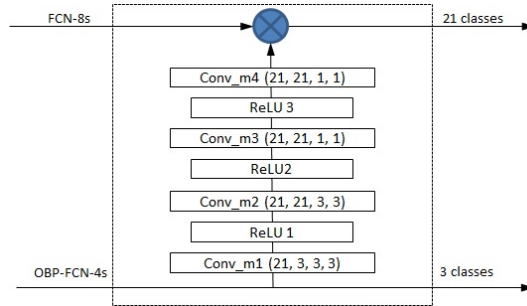 FCN-8s
21 classes
Conv_m4 (21, 21, 1, 1)
ReLU 3
Conv_m3 (21, 21, 1, 1)
ReLU2
Conv_m2 (21, 21, 3, 3)
ReLU 1
Conv_m1 (21, 3, 3, 3)
OBP-FCN-4s
3 classes